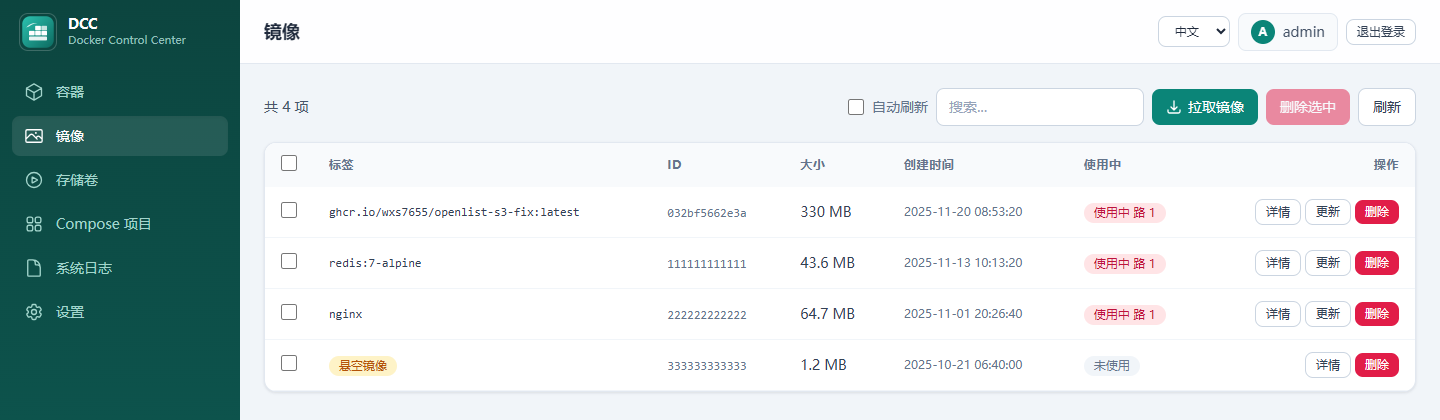 DCC
Docker Control Center
容器
镜像
存储卷
Compose 项目
系统日志
设置
镜像
中文
A
admin
退出登录
共 4 项
自动刷新
搜索...
拉取镜像
删除选中
刷新
标签 ID 大小 创建时间 使用中 操作
ghcr.io/wxs7655/openlist-s3-fix:latest 032bf5662e3a 330 MB 2025-11-20 08:53:20 使用中 路 1 详情 更新 删除
redis:7-alpine 111111111111 43.6 MB 2025-11-13 10:13:20 使用中 路 1 详情 更新 删除
nginx 222222222222 64.7 MB 2025-11-01 20:26:40 使用中 路 1 详情 更新 删除
悬空镜像 333333333333 1.2 MB 2025-10-21 06:40:00 未使用 详情 删除